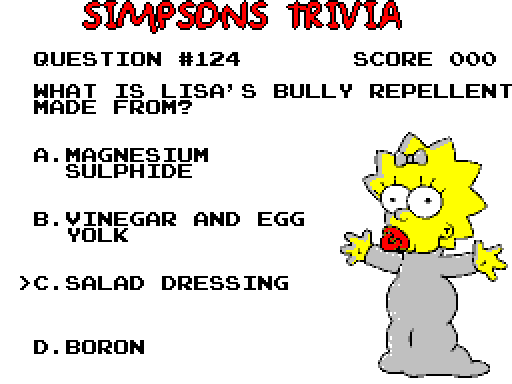 SIMPSONS TRIVIA
QUESTION #124 SCORE 000
WHAT IS LISA'S BULLY REPELLENT
MADE FROM?
A.MAGNESIUM
SULPHIDE
B.VINEGAR AND EGG
YOLK
>C.SALAD DRESSING
D.BORON